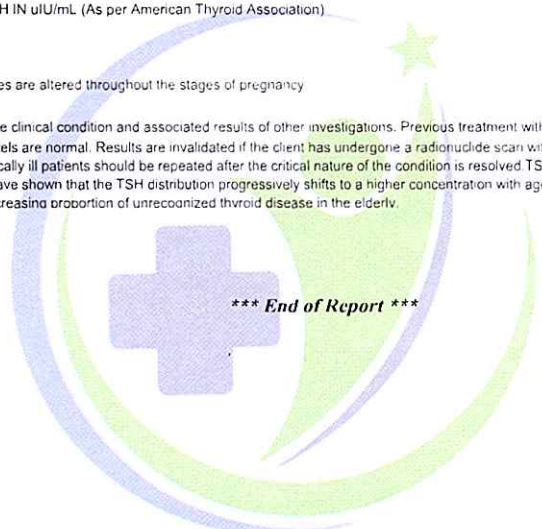 H IN uIU/mL (As per American Thyroid Association)
es are altered throughout the stages of pregnancy
e clinical condition and associated results of other investigations. Previous treatment with
els are normal. Results are invalidated if the client has undergone a radionuclide scan wit
cally ill patients should be repeated after the critical nature of the condition is resolved.TS
ave shown that the TSH distribution progressively shifts to a higher concentration with age
creasing proportion of unrecognized thyroid disease in the elderly.
*** End of Report ***